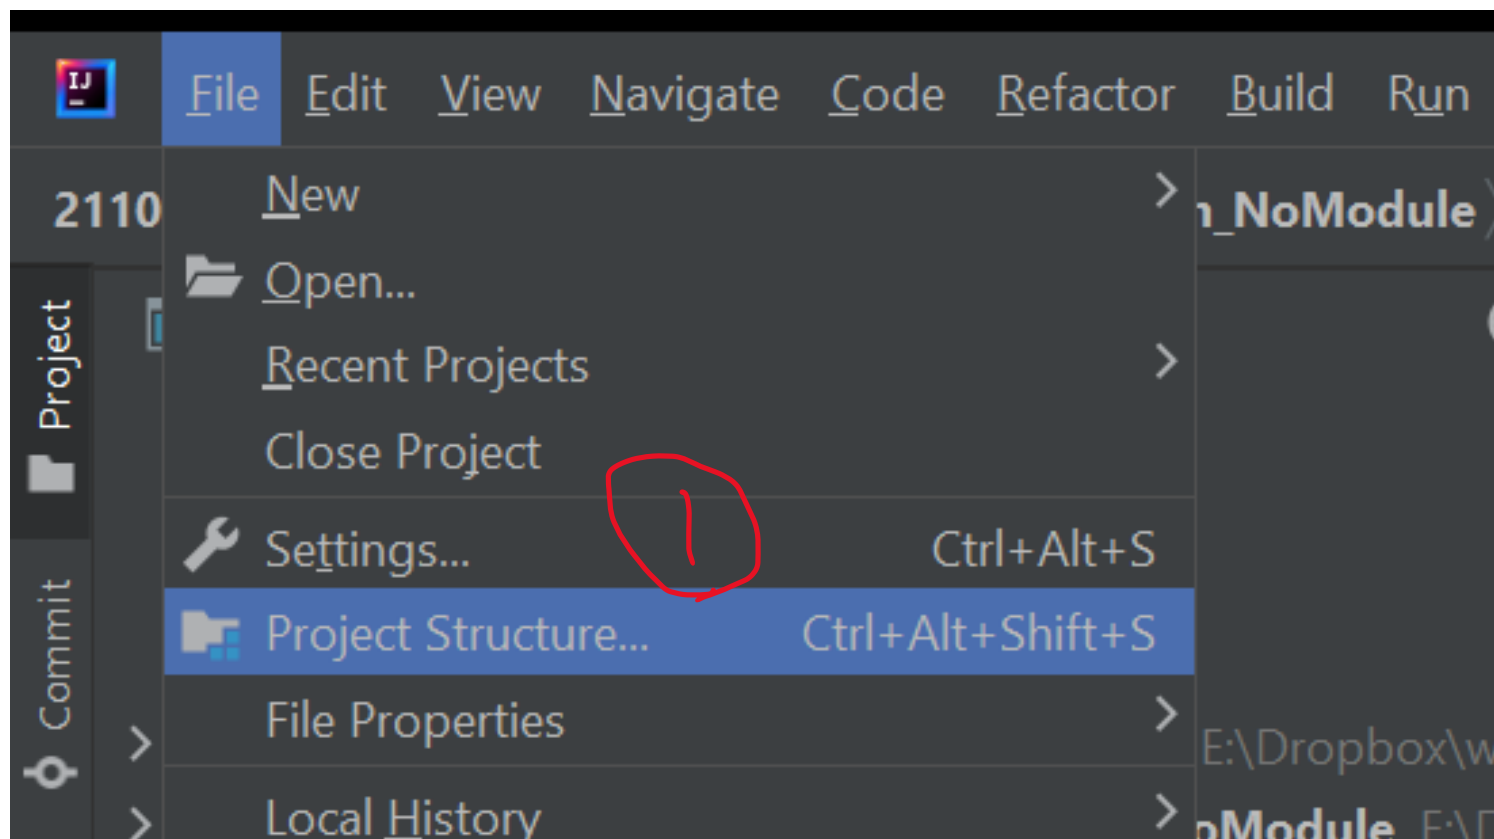 IJ
File Edit View Navigate Code Refactor Build Run
2110
_NoModule
New
Open...
Recent Projects
Close Project
1
Settings... Ctrl+Alt+S
Project Structure... Ctrl+Alt+Shift+S
File Properties
E:\Dropbox\w
Local History
oModule E:\D
Project
Commit